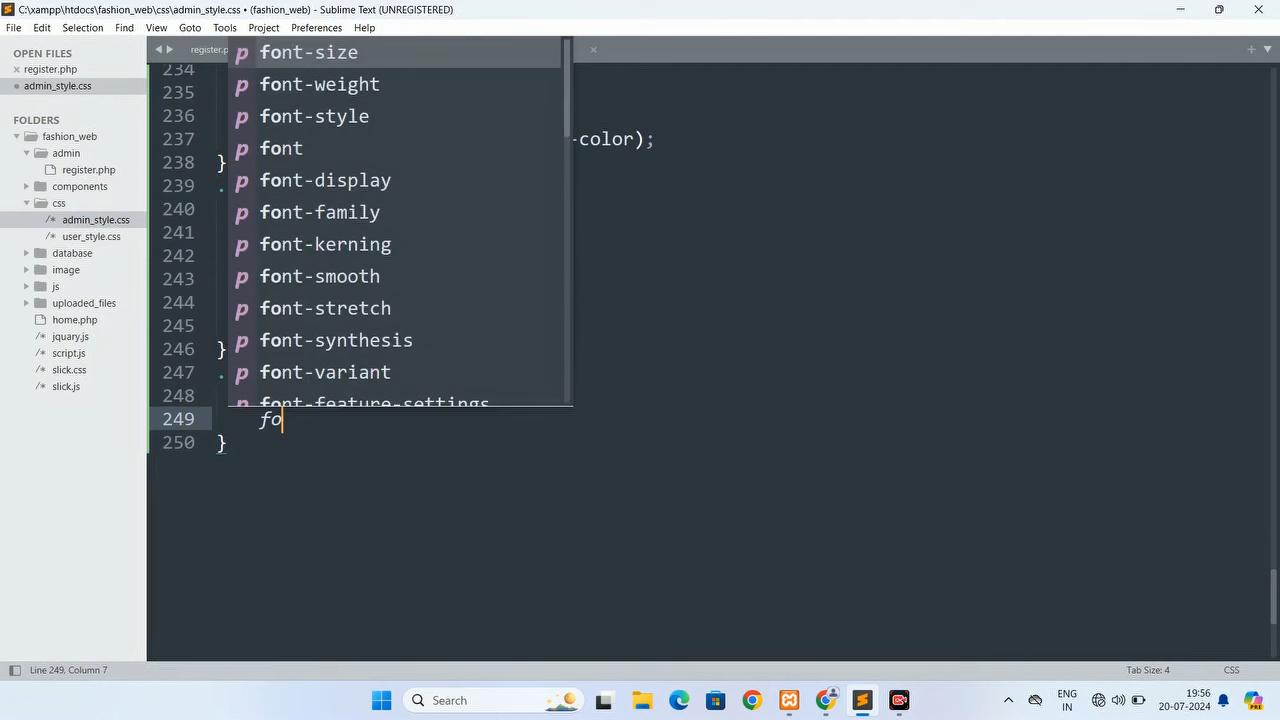 C:\xampp\htdocs\fashion_web\css\admin_style.css • (fashion_web) - Sublime Text (UNREGISTERED)
File Edit Selection Find View Goto Tools Project Preferences Help
OPEN FILES
register.php
admin_style.css
FOLDERS
fashion_web
admin
register.php
components
css
/* admin_style.css
/* user_style.css
database
image
js
uploaded_files
home.php
/* jquary.js
/* script.js
/* slick.css
/* slick.js
register.p
234
235
236
237 -color);
238 }
239 .
240
241
242
243
244
245
246 }
247 .
248
249 fo
250 }
p font-size
p font-weight
p font-style
p font
p font-display
p font-family
p font-kerning
p font-smooth
p font-stretch
p font-synthesis
p font-variant
p font-feature-settings
Line 249, Column 7
Tab Size: 4 CSS
Search
ENG
IN
19:56
20-07-2024